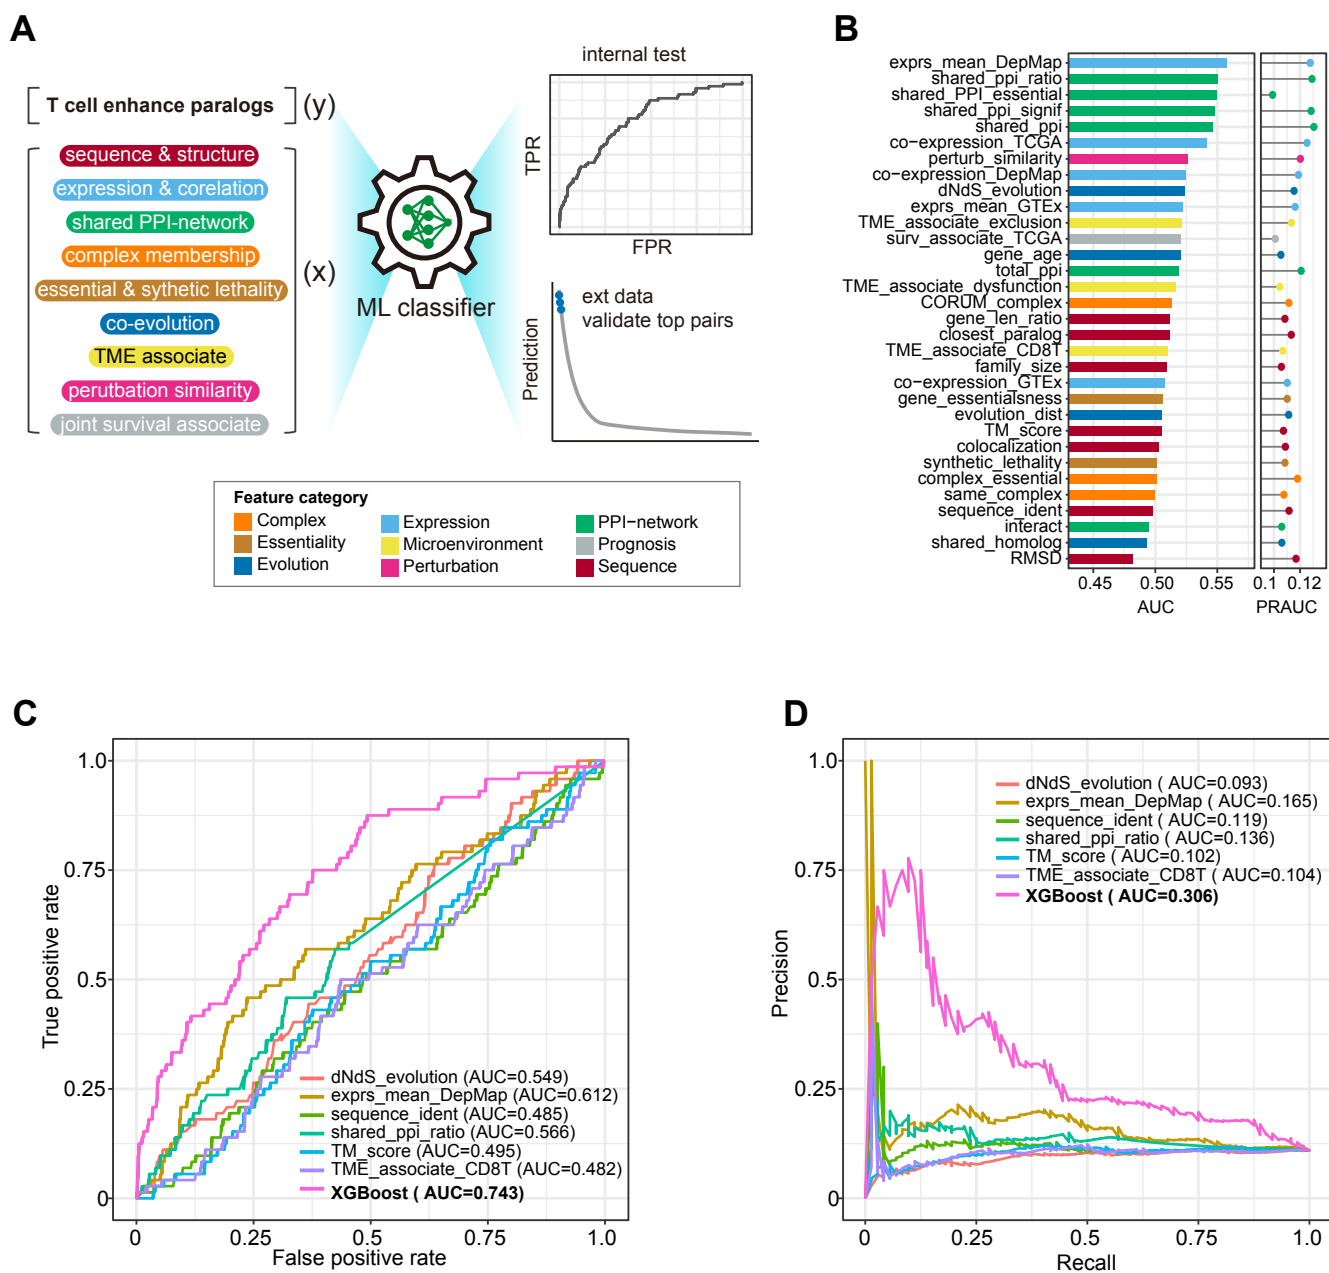 A
T cell enhance paralogs
(y)
sequence & structure
expression & corelation
shared PPI-network
complex membership
essential & sythetic lethality
co-evolution
TME associate
perutbation similarity
joint survival associate
(x)
ML classifier
internal test
TPR
FPR
ext data
validate top pairs
Prediction
Feature category
Complex
Essentiality
Evolution
Expression
Microenvironment
Perturbation
PPI−network
Prognosis
Sequence
B
exprs_mean_DepMap
shared_ppi_ratio
shared_PPI_essential
shared_ppi_signif
shared_ppi
co−expression_TCGA
perturb_similarity
co−expression_DepMap
dNdS_evolution
exprs_mean_GTEx
TME_associate_exclusion
surv_associate_TCGA
gene_age
total_ppi
TME_associate_dysfunction
CORUM_complex
gene_len_ratio
closest_paralog
TME_associate_CD8T
family_size
co−expression_GTEx
gene_essentialsness
evolution_dist
TM_score
colocalization
synthetic_lethality
complex_essential
same_complex
sequence_ident
interact
shared_homolog
RMSD
0.45 0.50 0.55
AUC
0.1 0.12
PRAUC
C
True positive rate
1.0
0.75
0.5
0.25
0
dNdS_evolution (AUC=0.549)
exprs_mean_DepMap (AUC=0.612)
sequence_ident (AUC=0.485)
shared_ppi_ratio (AUC=0.566)
TM_score (AUC=0.495)
TME_associate_CD8T (AUC=0.482)
XGBoost ( AUC=0.743)
0 0.25 0.5 0.75 1.0
False positive rate
D
Precision
1.0
0.75
0.5
0.25
0
dNdS_evolution ( AUC=0.093)
exprs_mean_DepMap ( AUC=0.165)
sequence_ident ( AUC=0.119)
shared_ppi_ratio ( AUC=0.136)
TM_score ( AUC=0.102)
TME_associate_CD8T ( AUC=0.104)
XGBoost ( AUC=0.306)
0 0.25 0.5 0.75 1.0
Recall